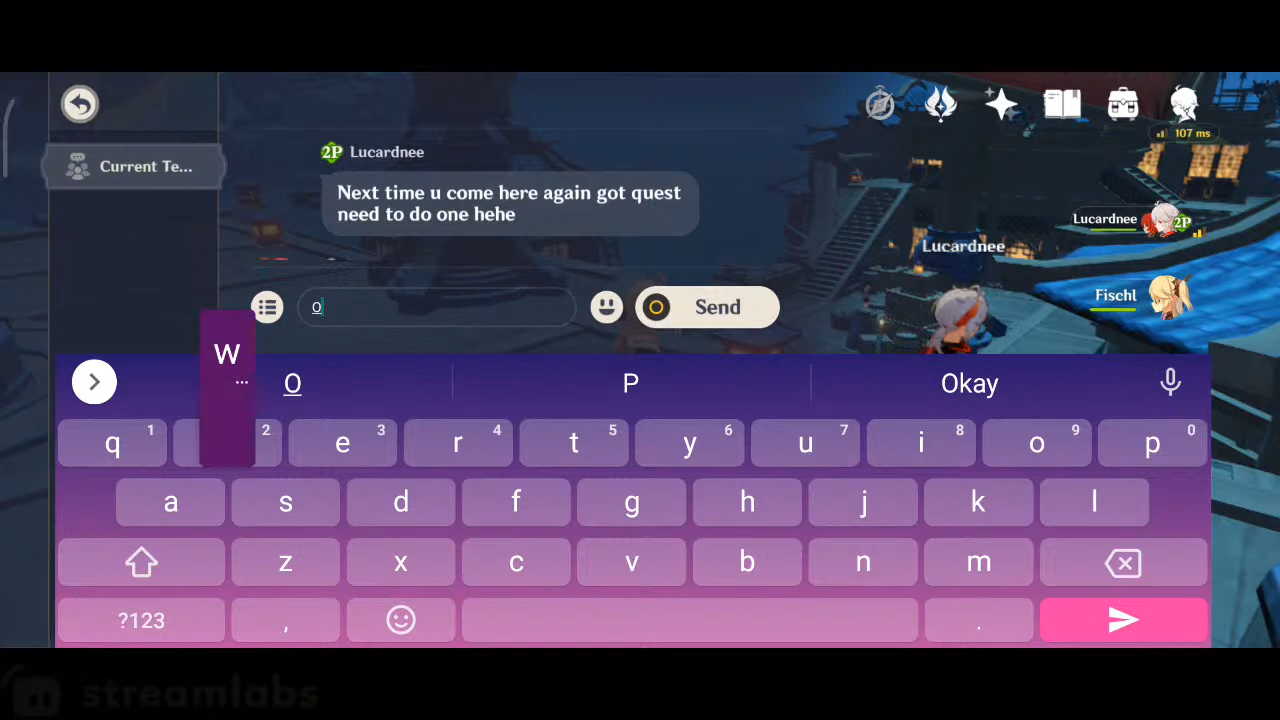 107 ms
Current Te...
2P Lucardnee
Next time u come here again got quest
need to do one hehe
Lucardnee 2P
Lucardnee
Fischl
O
Send
W
...
O P Okay
q 1 2 e 3 r 4 t 5 y 6 u 7 i 8 o 9 p 0
a s d f g h j k l
z x c v b n m
?123 , .
streamlabs